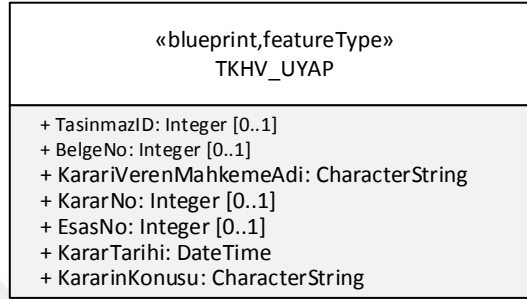 «blueprint,featureType»
TKHV_UYAP
+ TasinmazID: Integer [0..1]
+ BelgeNo: Integer [0..1]
+ KarariVerenMahkemeAdi: CharacterString
+ KararNo: Integer [0..1]
+ EsasNo: Integer [0..1]
+ KararTarihi: DateTime
+ KararinKonusu: CharacterString